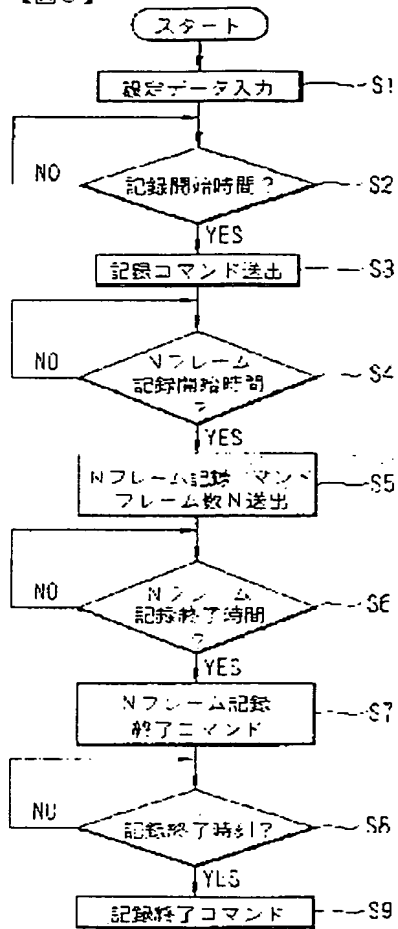 スタート
設定データ入力
S1
記録開始時間?
S2
NO
YES
記録コマンド送出
S3
Nフレーム
記録開始時間
?
S4
NO
YES
Nフレーム記録 マンド
フレーム数N送出
S5
Nフレーム
記録終了時間
?
S6
NO
YES
Nフレーム記録
終了コマンド
S7
記録終了時刻?
S8
NO
YES
記録終了コマンド
S9